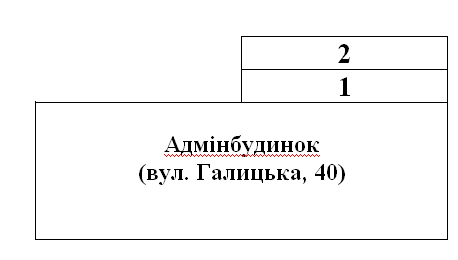 2
1
Адмінбудинок
(вул. Галицька, 40)